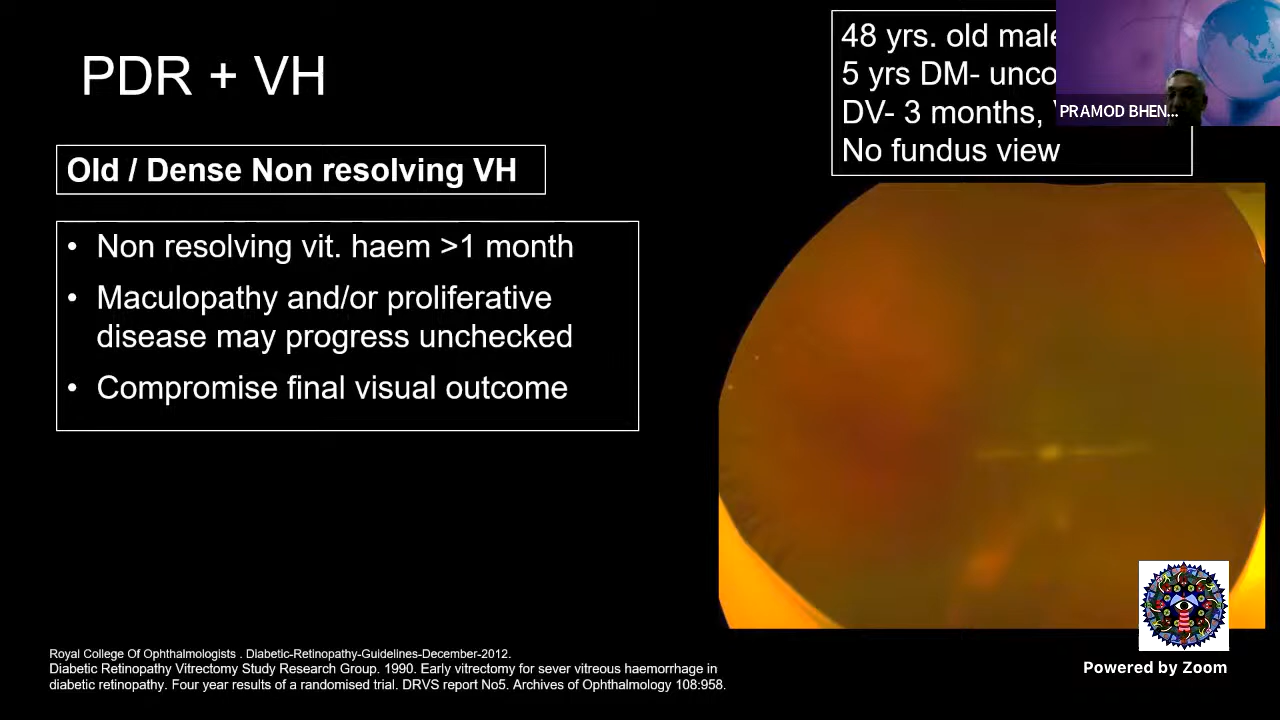 PDR + VH
48 yrs. old male
5 yrs DM- unco
DV- 3 months,
No fundus view
PRAMOD BHEN...
Old / Dense Non resolving VH
• Non resolving vit. haem >1 month
• Maculopathy and/or proliferative
disease may progress unchecked
• Compromise final visual outcome
Royal College Of Ophthalmologists . Diabetic-Retinopathy-Guidelines-December-2012.
Diabetic Retinopathy Vitrectomy Study Research Group. 1990. Early vitrectomy for sever vitreous haemorrhage in
diabetic retinopathy. Four year results of a randomised trial. DRVS report No5. Archives of Ophthalmology 108:958.
Powered by Zoom